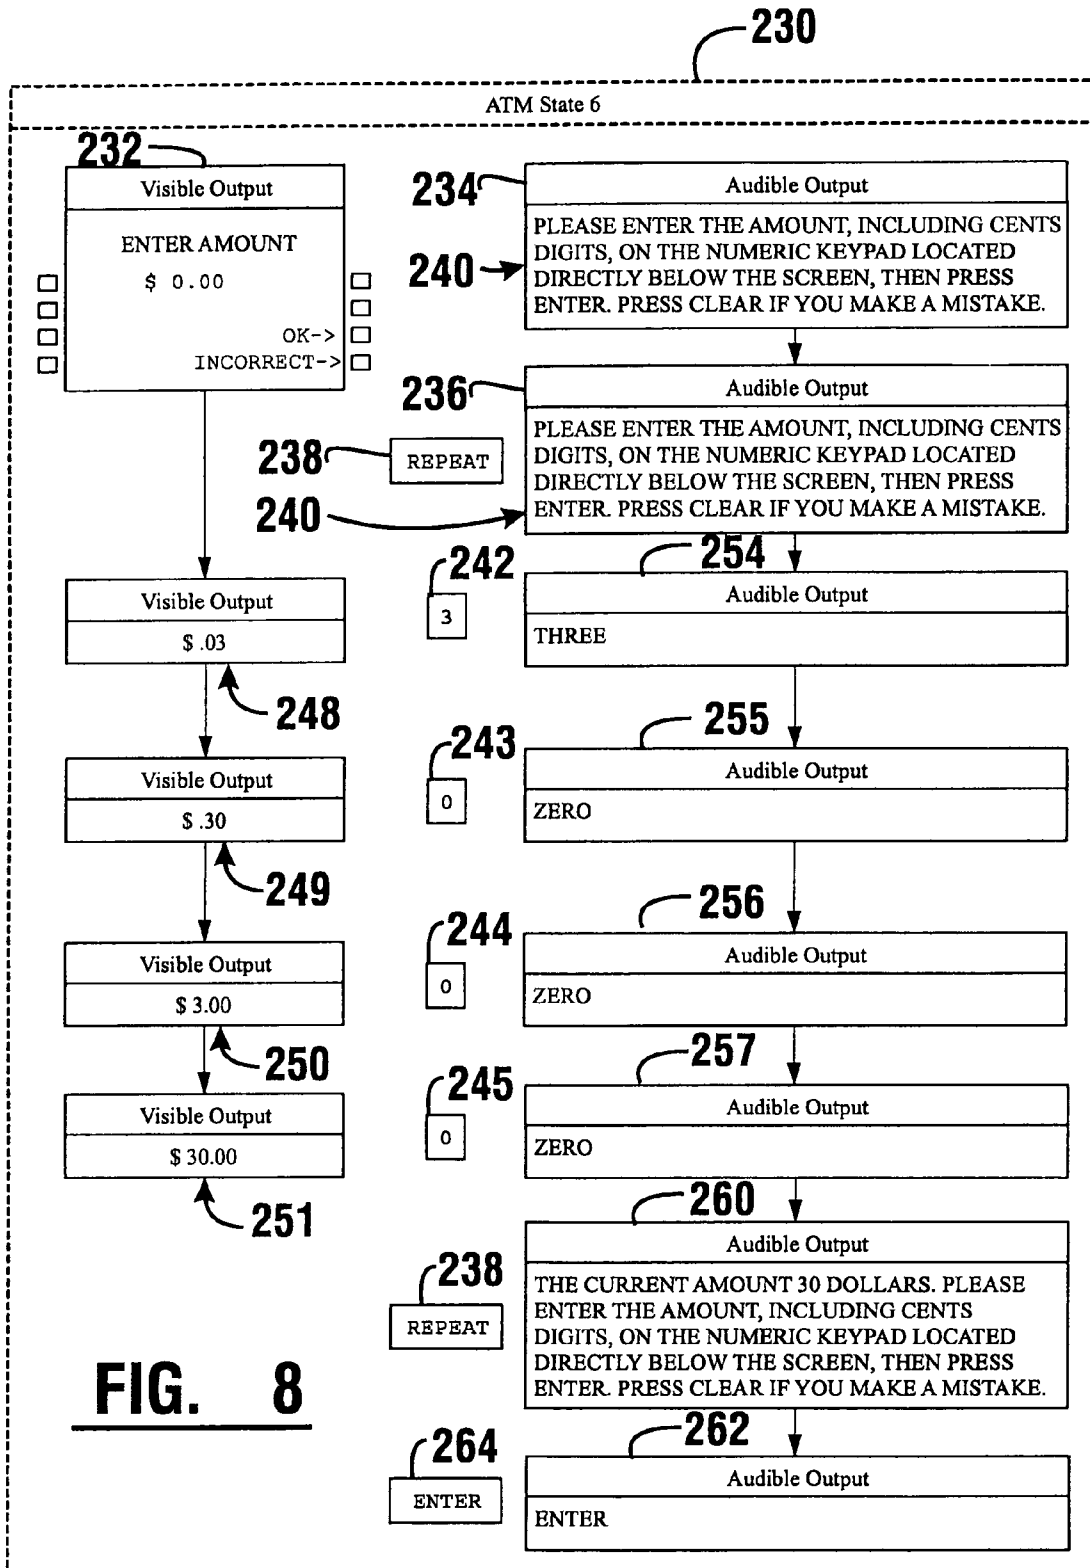 230
ATM State 6
232
Visible Output
ENTER AMOUNT
$ 0.00
OK->
INCORRECT->
234
Audible Output
240
PLEASE ENTER THE AMOUNT, INCLUDING CENTS
DIGITS, ON THE NUMERIC KEYPAD LOCATED
DIRECTLY BELOW THE SCREEN, THEN PRESS
ENTER. PRESS CLEAR IF YOU MAKE A MISTAKE.
236
Audible Output
238
REPEAT
240
PLEASE ENTER THE AMOUNT, INCLUDING CENTS
DIGITS, ON THE NUMERIC KEYPAD LOCATED
DIRECTLY BELOW THE SCREEN, THEN PRESS
ENTER. PRESS CLEAR IF YOU MAKE A MISTAKE.
Visible Output
$ .03
248
242
3
254
Audible Output
THREE
Visible Output
$ .30
249
243
0
255
Audible Output
ZERO
Visible Output
$ 3.00
250
244
0
256
Audible Output
ZERO
Visible Output
$ 30.00
251
245
0
257
Audible Output
ZERO
238
REPEAT
260
Audible Output
THE CURRENT AMOUNT 30 DOLLARS. PLEASE
ENTER THE AMOUNT, INCLUDING CENTS
DIGITS, ON THE NUMERIC KEYPAD LOCATED
DIRECTLY BELOW THE SCREEN, THEN PRESS
ENTER. PRESS CLEAR IF YOU MAKE A MISTAKE.
FIG. 8
264
ENTER
262
Audible Output
ENTER